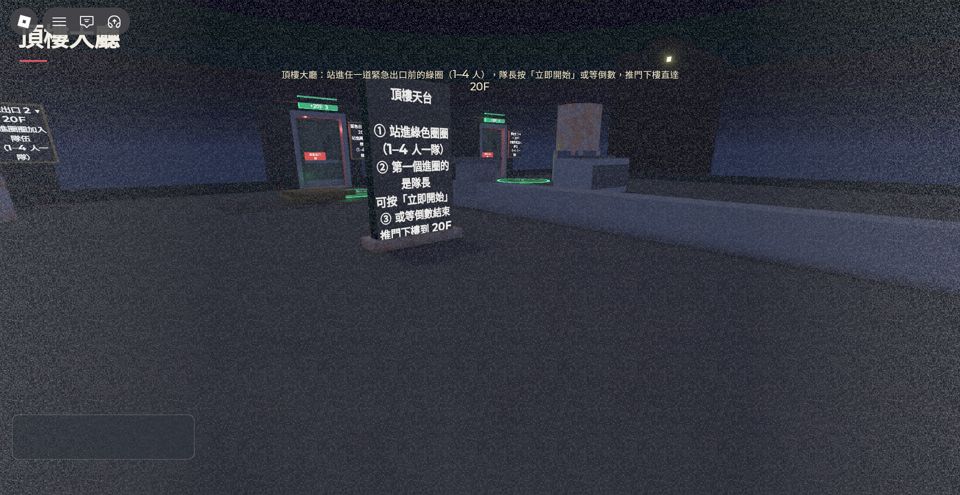 頂樓大廳
頂樓大廳：站進任一道緊急出口前的綠圈（1–4 人），隊長按「立即開始」或等倒數，推門下樓直達
20F
出口 2
20F
進圈圈加入
隊伍
（1–4 人一
隊）
頂樓天台
① 站進綠色圈圈
（1–4 人一隊）
② 第一個進圈的
是隊長
可按「立即開始」
③ 或等倒數結束
推門下樓到 20F